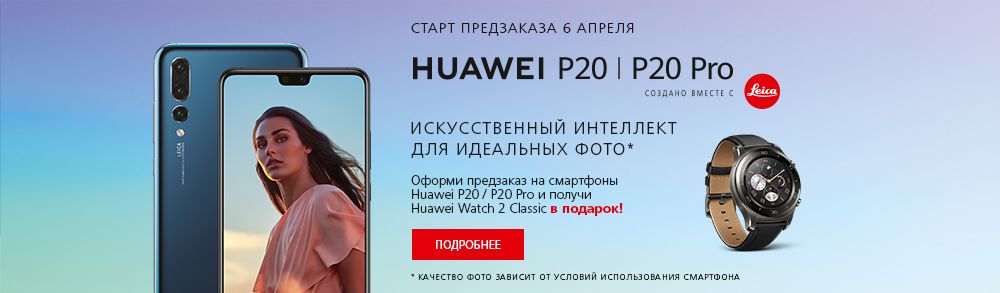 СТАРТ ПРЕДЗАКАЗА 6 АПРЕЛЯ
HUAWEI P20 | P20 Pro
СОЗДАНО ВМЕСТЕ С
Leica
ИСКУССТВЕННЫЙ ИНТЕЛЛЕКТ
ДЛЯ ИДЕАЛЬНЫХ ФОТО*
Оформи предзаказ на смартфоны
Huawei P20 / P20 Pro и получи
Huawei Watch 2 Classic в подарок!
ПОДРОБНЕЕ
* КАЧЕСТВО ФОТО ЗАВИСИТ ОТ УСЛОВИЙ ИСПОЛЬЗОВАНИЯ СМАРТФОНА
LEICA